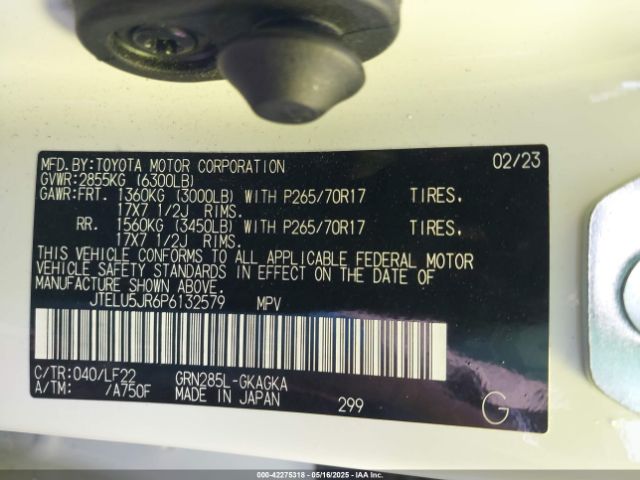 MFD.BY:TOYOTA MOTOR CORPORATION 02/23
GVWR:2855KG (6300LB)
GAWR:FRT. 1360KG (3000LB) WITH P265/70R17 TIRES.
17X7 1/2J RIMS.
RR. 1560KG (3450LB) WITH P265/70R17 TIRES.
17X7 1/2J RIMS.
THIS VEHICLE CONFORMS TO ALL APPLICABLE FEDERAL MOTOR
VEHICLE SAFETY STANDARDS IN EFFECT ON THE DATE OF
MANUFACTURE SHOWN ABOVE.
JTELU5JR6P6132579 MPV
C/TR:040/LF22 GRN285L-GKAGKA
A/TM: /A750F MADE IN JAPAN 299 G
000-42275318 - 05/16/2025 - IAA Inc.